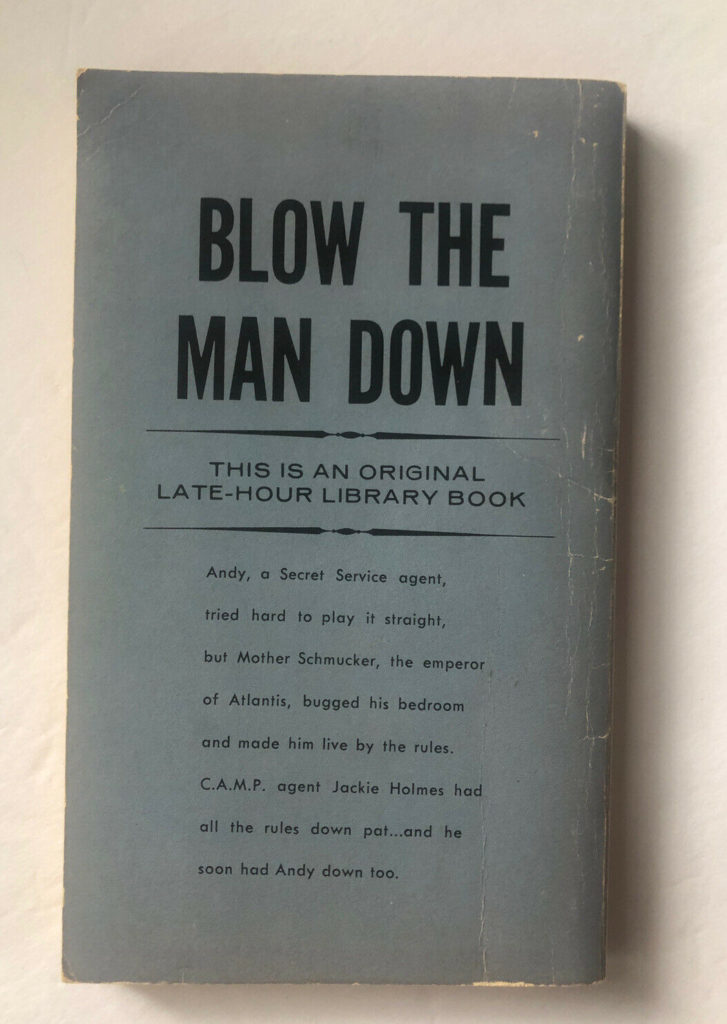 BLOW THE
MAN DOWN
THIS IS AN ORIGINAL
LATE-HOUR LIBRARY BOOK
Andy, a Secret Service agent,
tried hard to play it straight,
but Mother Schmucker, the emperor
of Atlantis, bugged his bedroom
and made him live by the rules.
C.A.M.P. agent Jackie Holmes had
all the rules down pat...and he
soon had Andy down too.